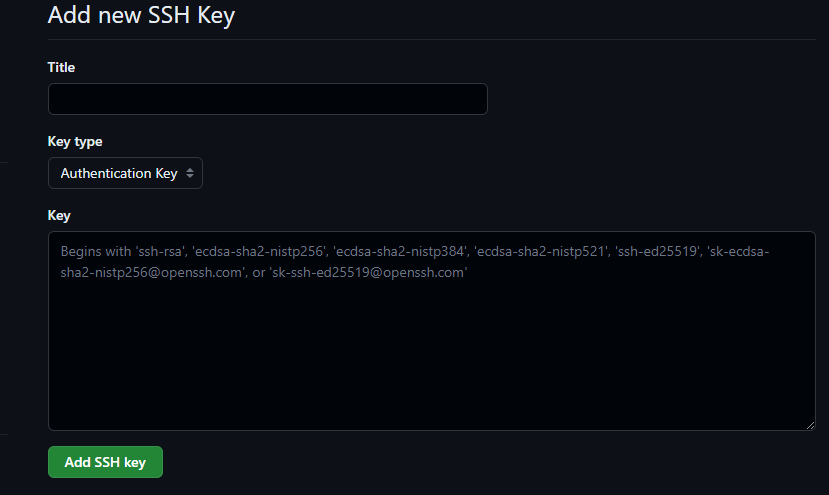 Add new SSH Key
Title
Key type
Authentication Key
Key
Begins with 'ssh-rsa', 'ecdsa-sha2-nistp256', 'ecdsa-sha2-nistp384', 'ecdsa-sha2-nistp521', 'ssh-ed25519', 'sk-ecdsa-
sha2-nistp256@openssh.com', or 'sk-ssh-ed25519@openssh.com'
Add SSH key